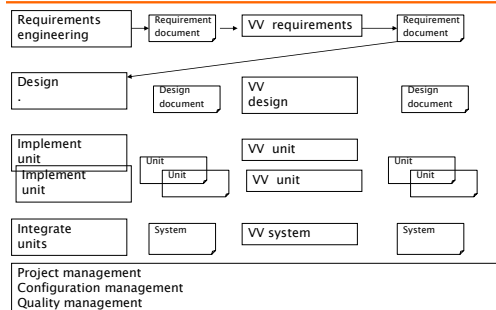 Requirements
engineering
Requirement
document
VV requirements
Requirement
document
Design
.
Design
document
VV
design
Design
document
Implement
unit
Implement
unit
Unit
Unit
VV unit
VV unit
Unit
Unit
Integrate
units
System
VV system
System
Project management
Configuration management
Quality management